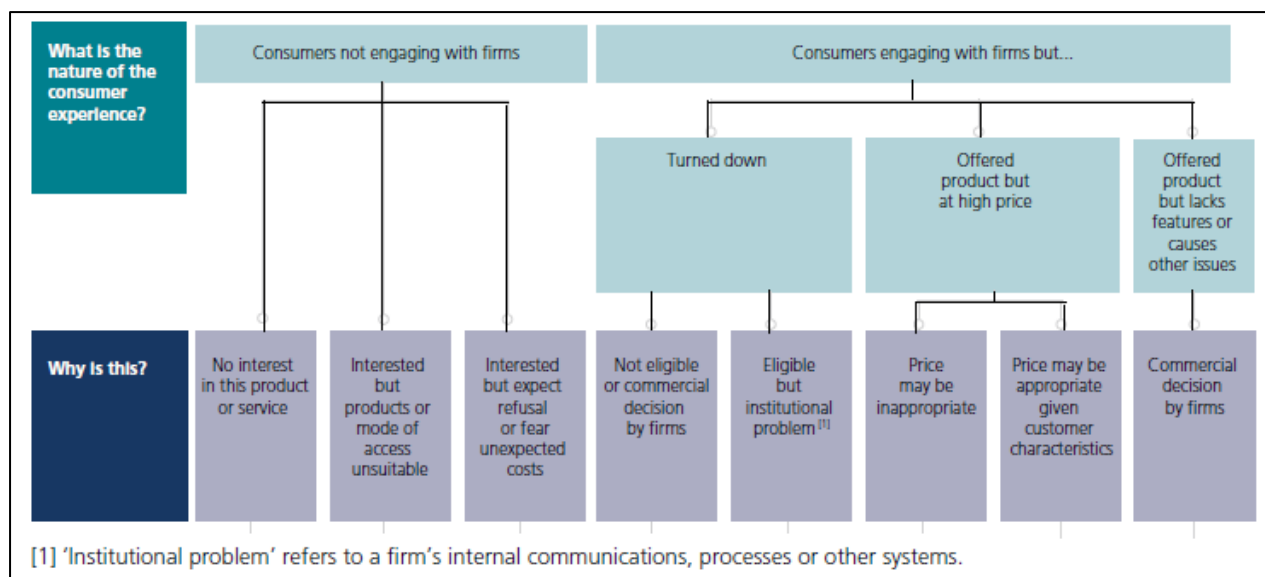 What is the
nature of the
consumer
experience?
Consumers not engaging with firms
Consumers engaging with firms but...
Turned down
Offered
product but
at high price
Offered
product
but lacks
features or
causes
other issues
Why is this?
No interest
in this product
or service
Interested
but
products or
mode of
access
unsuitable
Interested
but expect
refusal
or fear
unexpected
costs
Not eligible
or commercial
decision
by firms
Eligible
but
institutional
problem [1]
Price
may be
inappropriate
Price may be
appropriate
given
customer
characteristics
Commercial
decision
by firms
[1] ‘Institutional problem’ refers to a firm’s internal communications, processes or other systems.